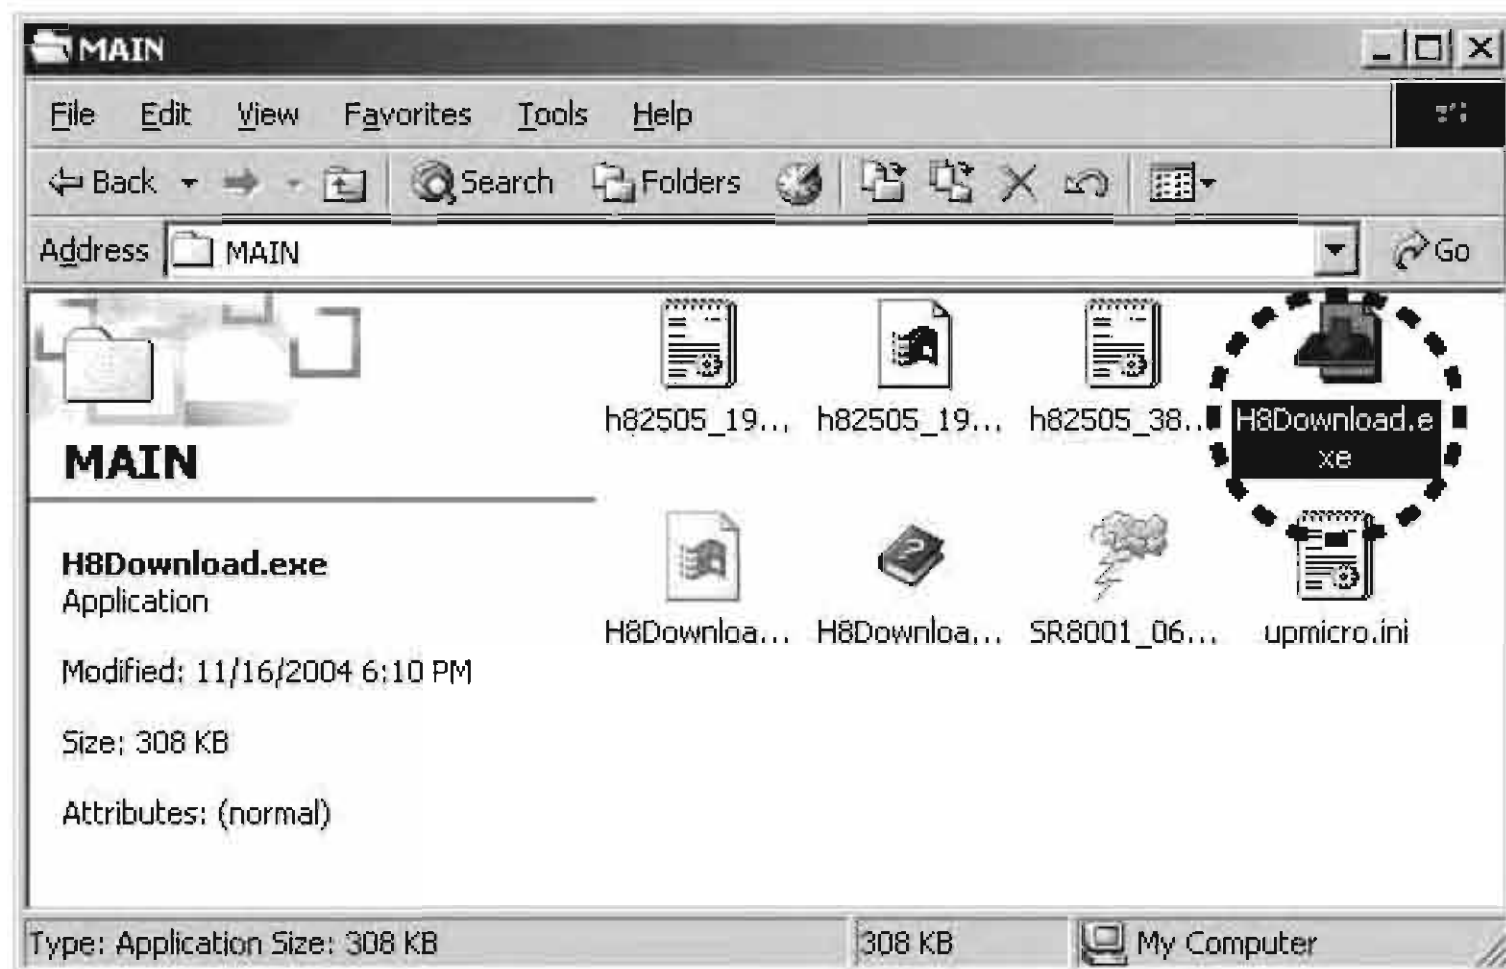 MAIN
File Edit View Favorites Tools Help
Back Search Folders
Address MAIN Go
h82505_19... h82505_19... h82505_38... H8Download.e
xe
MAIN
H8Download.exe
Application
Modified: 11/16/2004 6:10 PM
Size: 308 KB
Attributes: (normal)
H8Downloa... H8Downloa... SR8001_06... upmicro.ini
Type: Application Size: 308 KB 308 KB My Computer